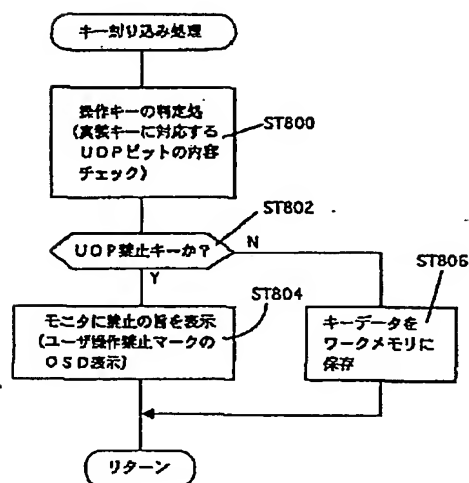 キー割り込み処理
操作キーの判定処
(実装キーに対応する
UOPビットの内容
チェック)
ST800
UOP禁止キーか?
ST802
N
Y
モニタに禁止の旨を表示
(ユーザ操作禁止マークの
OSD表示)
ST804
キーデータを
ワークメモリに
保存
ST806
リターン